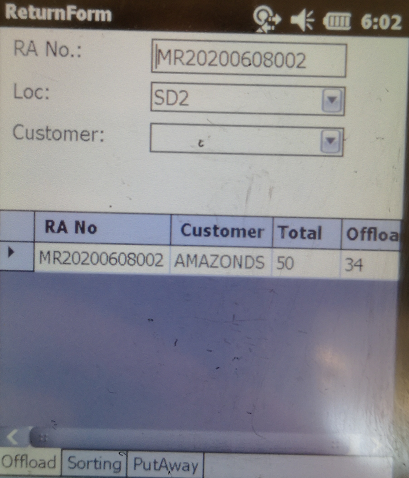 ReturnForm 6:02
RA No.: MR20200608002
Loc: SD2
Customer:
RA No Customer Total Offloa
MR20200608002 AMAZONDS 50 34
Offload Sorting PutAway